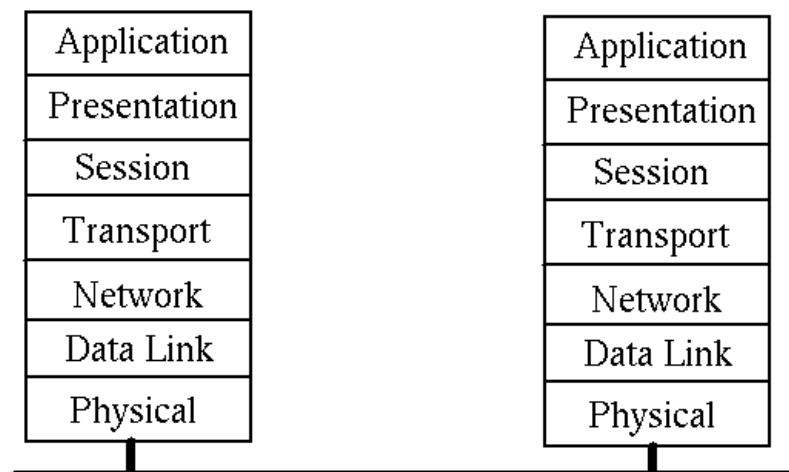 Application
Presentation
Session
Transport
Network
Data Link
Physical
Application
Presentation
Session
Transport
Network
Data Link
Physical